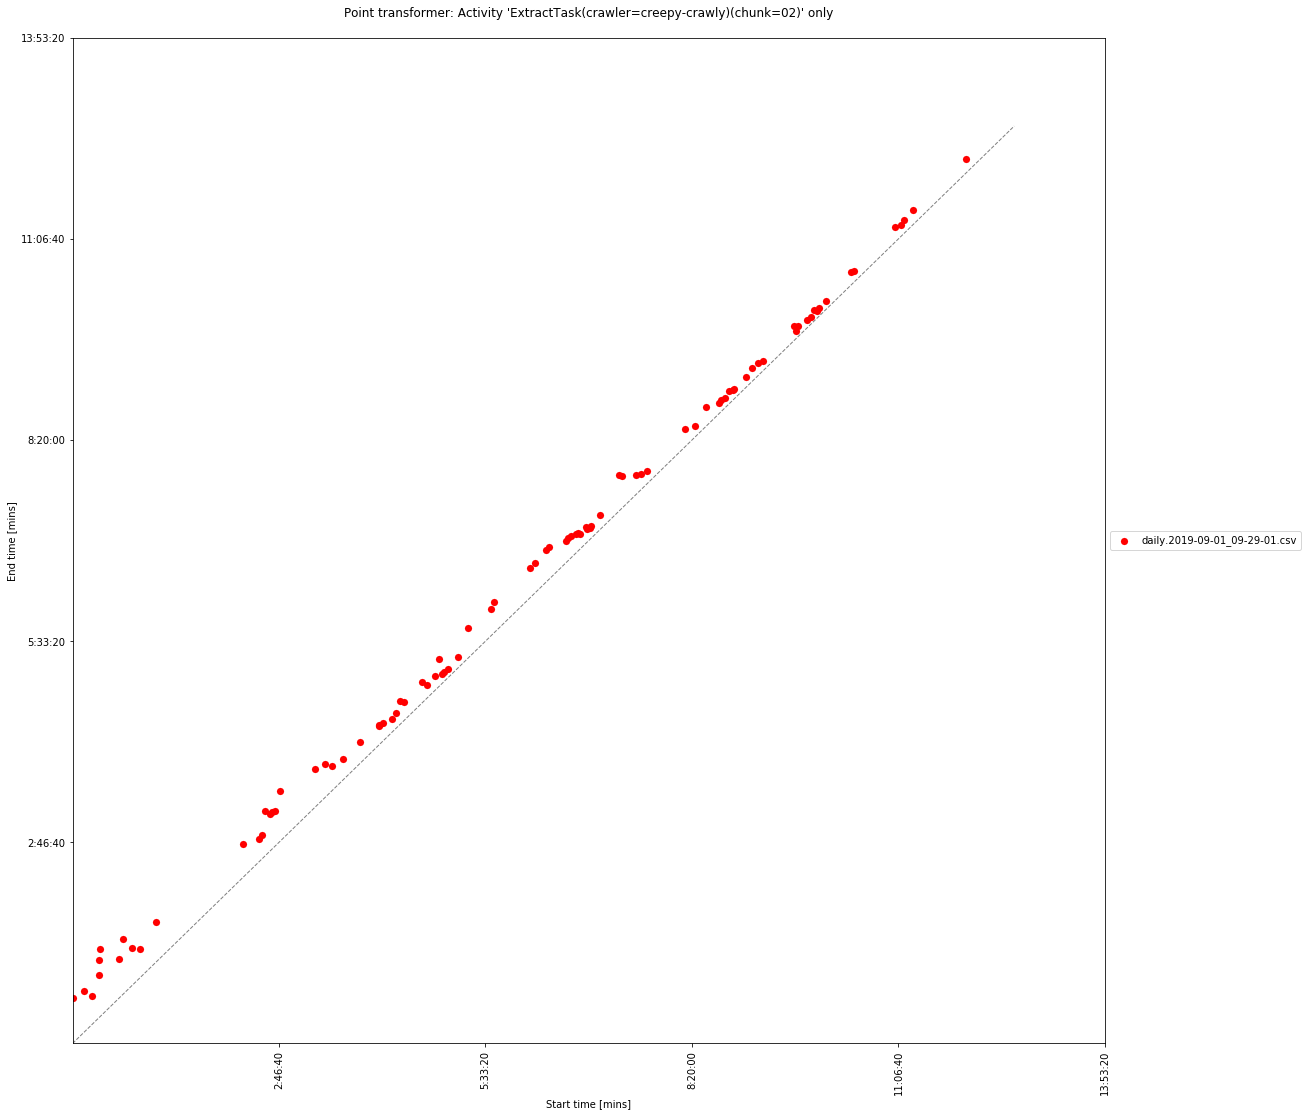 Point transformer: Activity 'ExtractTask(crawler=creepy-crawly)(chunk=02)' only
13:53:20
11:06:40
8:20:00
5:33:20
2:46:40
End time [mins]
daily.2019-09-01_09-29-01.csv
2:46:40
5:33:20
8:20:00
11:06:40
13:53:20
Start time [mins]